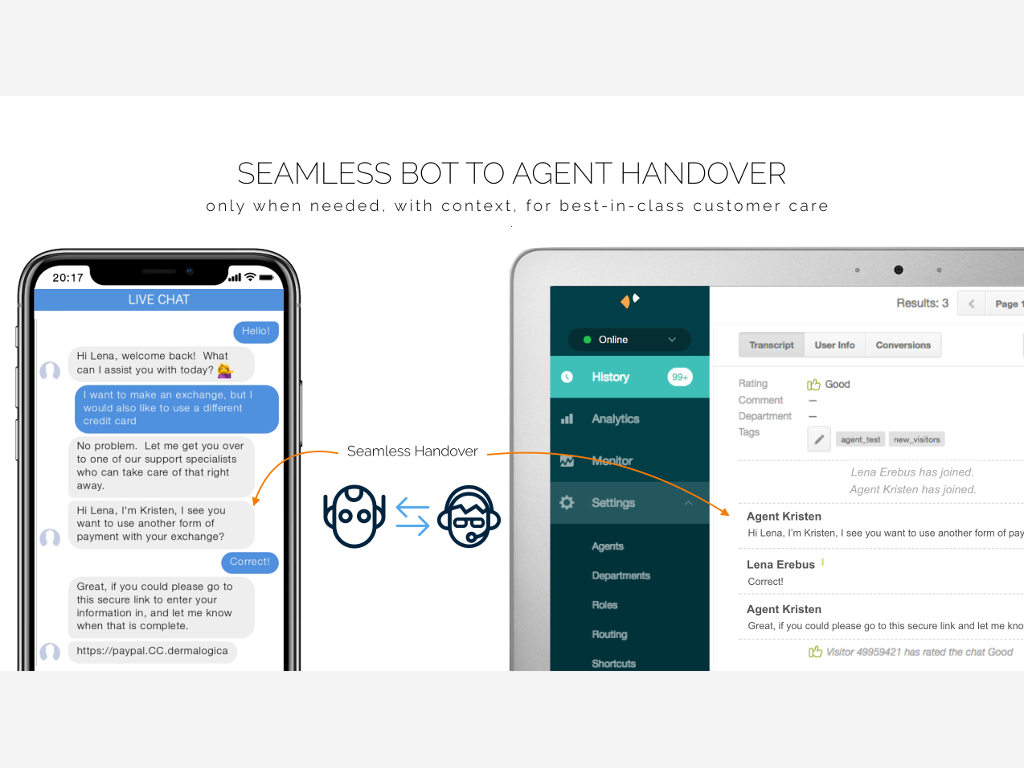 SEAMLESS BOT TO AGENT HANDOVER
only when needed, with context, for best-in-class customer care
.
20:17
LIVE CHAT
Hello!
Hi Lena, welcome back! What
can I assist you with today? 💁‍♀️
I want to make an exchange, but I
would also like to use a different
credit card
No problem. Let me get you over
to one of our support specialists
who can take care of that right
away.
Hi Lena, I'm Kristen, I see you
want to use another form of
payment with your exchange?
Correct!
Great, if you could please go to
this secure link to enter your
information in, and let me know
when that is complete.
https://paypal.CC.dermalogica
Seamless Handover
Online
History
99+
Analytics
Monitor
Settings
Agents
Departments
Roles
Routing
Shortcuts
Results: 3
Page 1
Transcript
User Info
Conversions
Rating
Good
Comment
–
Department
–
Tags
agent_test
new_visitors
Lena Erebus has joined.
Agent Kristen has joined.
Agent Kristen
Hi Lena, I'm Kristen, I see you want to use another form of pay
Lena Erebus
Correct!
Agent Kristen
Great, if you could please go to this secure link and let me kno
Visitor 49959421 has rated the chat Good